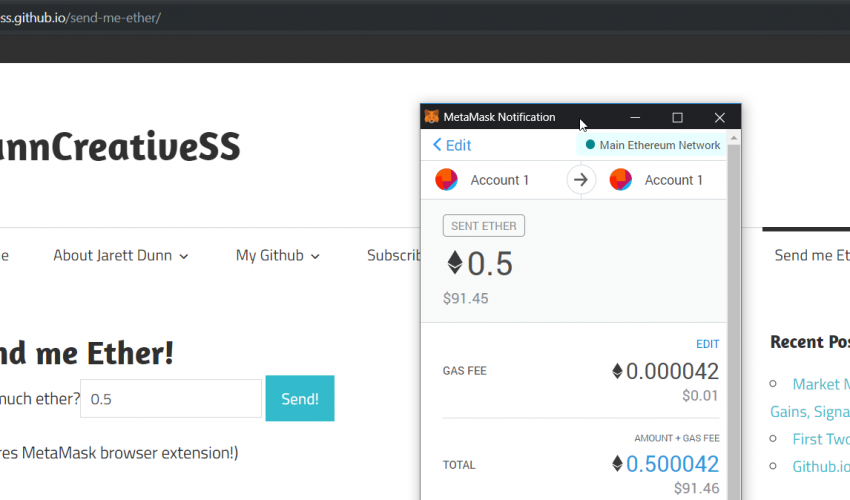 ss.github.io/send-me-ether/
MetaMask Notification
Edit
Main Ethereum Network
Account 1
Account 1
SENT ETHER
0.5
$91.45
EDIT
GAS FEE
0.000042
$0.01
AMOUNT + GAS FEE
TOTAL
0.500042
$91.46
nnCreativeSS
About Jarett Dunn
My Github
Subscrib
Send me Et
nd me Ether!
much ether?
0.5
Send!
res MetaMask browser extension!)
Recent Pos
Market M
Gains, Signa
First Two
Github.io